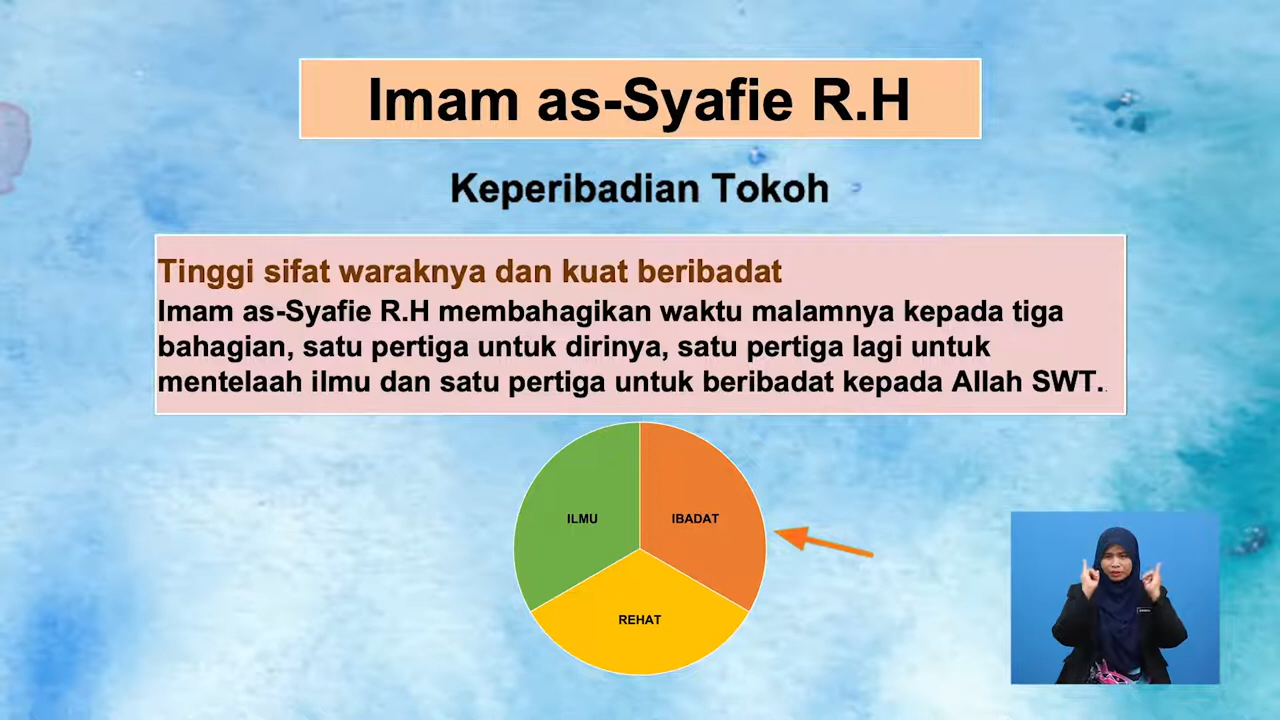 Imam as-Syafie R.H
Keperibadian Tokoh
Tinggi sifat waraknya dan kuat beribadat
Imam as-Syafie R.H membahagikan waktu malamnya kepada tiga
bahagian, satu pertiga untuk dirinya, satu pertiga lagi untuk
mentelaah ilmu dan satu pertiga untuk beribadat kepada Allah SWT.
ILMU
IBADAT
REHAT